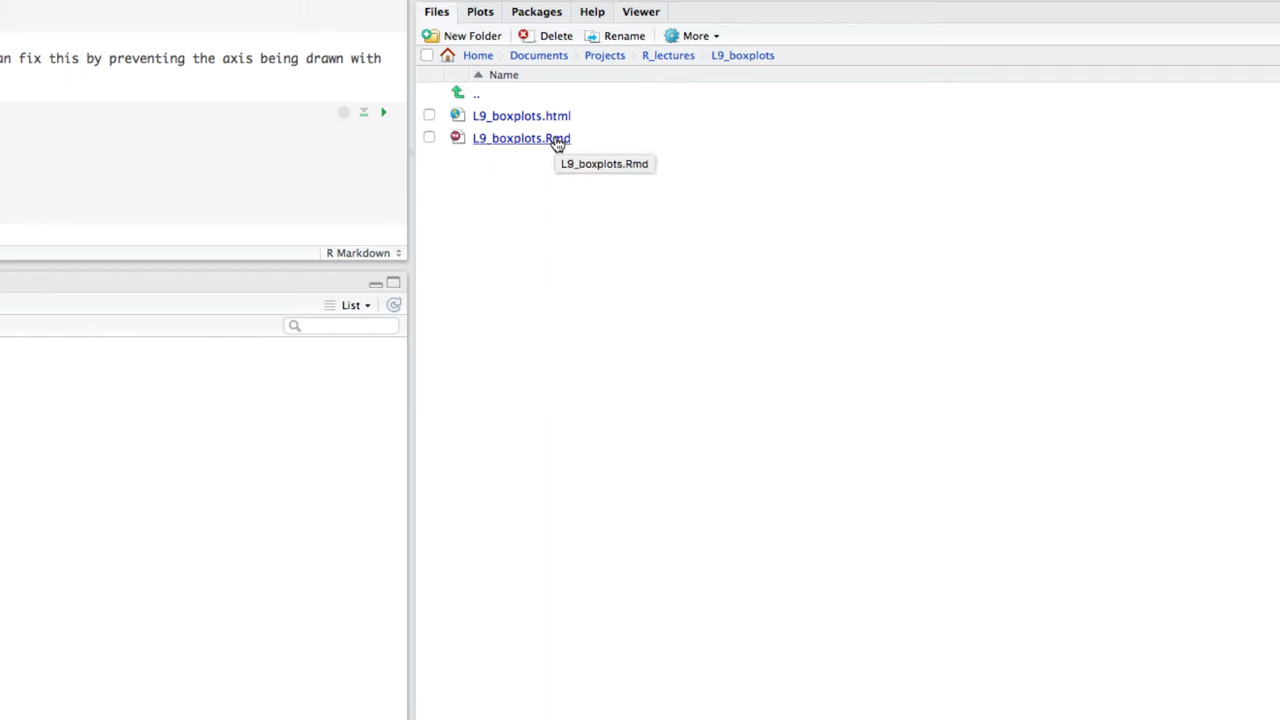 an fix this by preventing the axis being drawn with
R Markdown
List
Files Plots Packages Help Viewer
New Folder Delete Rename More
Home Documents Projects R_lectures L9_boxplots
Name
..
L9_boxplots.html
L9_boxplots.Rmd
L9_boxplots.Rmd